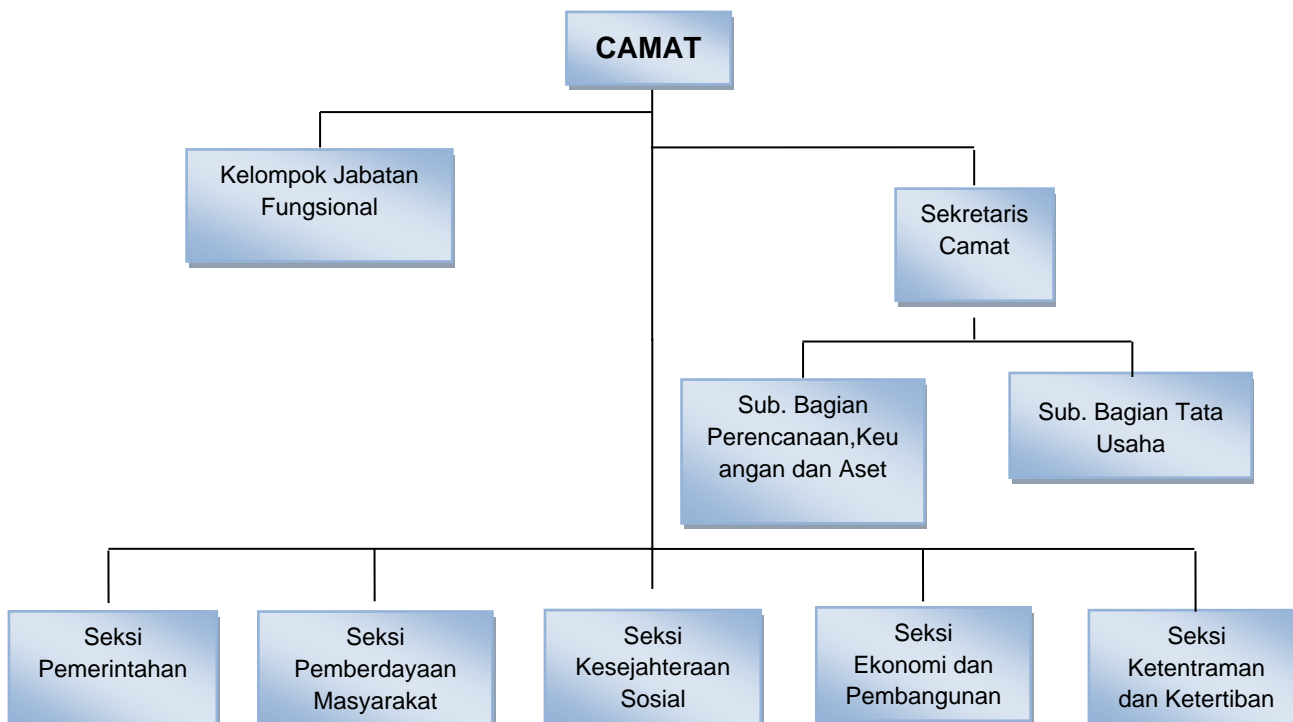 CAMAT
Kelompok Jabatan
Fungsional
Sekretaris
Camat
Sub. Bagian
Perencanaan,Keu
angan dan Aset
Sub. Bagian Tata
Usaha
Seksi
Pemerintahan
Seksi
Pemberdayaan
Masyarakat
Seksi
Kesejahteraan
Sosial
Seksi
Ekonomi dan
Pembangunan
Seksi
Ketentraman
dan Ketertiban